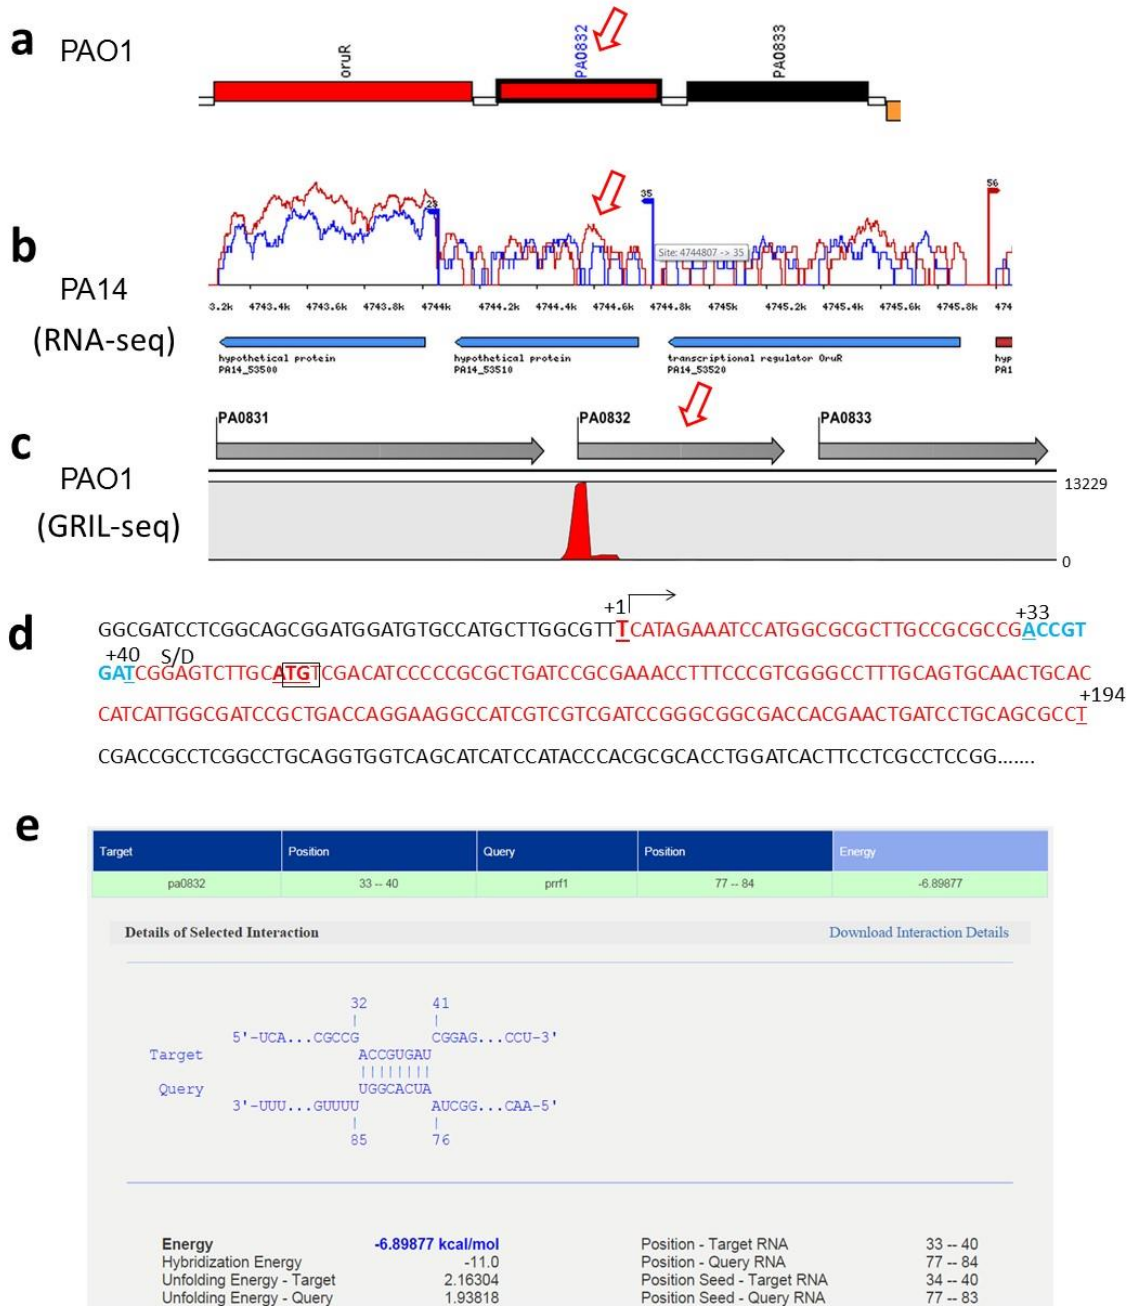 a
PAO1
oruR
PA0832
PA0833
b
PA14
(RNA-seq)
23
35
56
Site: 4744807 -> 35
3.2k 4743.4k 4743.6k 4743.8k 4744k 4744.2k 4744.4k 4744.6k 4744.8k 4745k 4745.2k 4745.4k 4745.6k 4745.8k 474
hypothetical protein hypothetical protein transcriptional regulator OruR hyp
PA14_53500 PA14_53510 PA14_53520 PA1
c
PAO1
(GRIL-seq)
PA0831 PA0832 PA0833
13229
0
d
+1 +33
GGCGATCCTCGGCAGCGGATGGATGTGCCATGCTTGGCGTTTCATAGAAATCCATGGCGCGCTTGCCGCGCCGACCGT
+40 S/D
GATCGGAGTCTTGCATGTCGACATCCCCCGCGCTGATCCGCGAAACCTTTCCCGTCGGGCCTTTGCAGTGCAACTGCAC
+194
CATCATTGGCGATCCGCTGACCAGGAAGGCCATCGTCGTCGATCCGGGCGGCGACCACGAACTGATCCTGCAGCGCCT
CGACCGCCTCGGCCTGCAGGTGGTCAGCATCATCCATACCCACGCGCACCTGGATCACTTCCTCGCCTCCGG.......
e
Target Position Query Position Energy
pa0832 33 -- 40 prrf1 77 -- 84 -6.89877
Details of Selected Interaction Download Interaction Details
32 41
5'-UCA...CGCCG CGGAG...CCU-3'
Target ACCGUGAU
Query UGGCACUA
3'-UUU...GUUUU AUCGG...CAA-5'
85 76
Energy -6.89877 kcal/mol Position - Target RNA 33 -- 40
Hybridization Energy -11.0 Position - Query RNA 77 -- 84
Unfolding Energy - Target 2.16304 Position Seed - Target RNA 34 -- 40
Unfolding Energy - Query 1.93818 Position Seed - Query RNA 77 -- 83